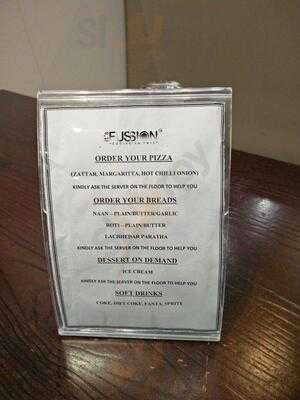 FUSSION
ORDER YOUR PIZZA
(ZATTAR, MARGARITTA, HOT CHILLI ONION)
KINDLY ASK THE SERVER ON THE FLOOR TO HELP YOU
ORDER YOUR BREADS
NAAN – PLAIN/BUTTER/GARLIC
ROTI – PLAIN/BUTTER
LACHHEDAR PARATHA
KINDLY ASK THE SERVER ON THE FLOOR TO HELP YOU
DESSERT ON DEMAND
ICE CREAM
KINDLY ASK THE SERVER ON THE FLOOR TO HELP YOU
SOFT DRINKS
COKE, DIET COKE, FANTA, SPRITE